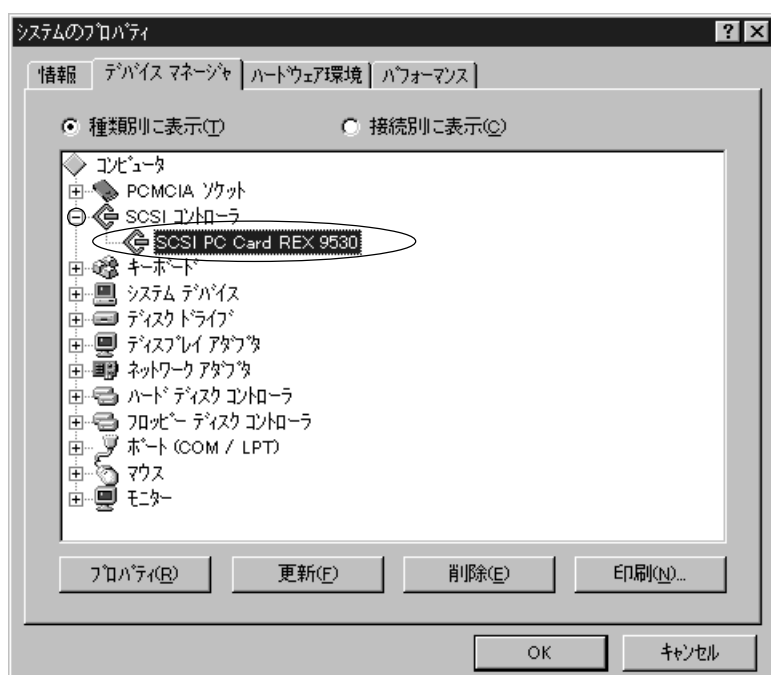 ｼｽﾃﾑのﾌﾟﾛﾊﾟﾃｨ
情報 ﾃﾞﾊﾞｲｽ ﾏﾈｰｼﾞｬ ﾊｰﾄﾞｳｪｱ環境 ﾊﾟﾌｫｰﾏﾝｽ
種類別に表示(T) 接続別に表示(C)
ｺﾝﾋﾟｭｰﾀ
PCMCIA ｿｹｯﾄ
SCSI ｺﾝﾄﾛｰﾗ
SCSI PC Card REX 9530
ｷｰﾎﾞｰﾄﾞ
ｼｽﾃﾑ ﾃﾞﾊﾞｲｽ
ﾃﾞｨｽｸ ﾄﾞﾗｲﾌﾞ
ﾃﾞｨｽﾌﾟﾚｲ ｱﾀﾞﾌﾟﾀ
ﾈｯﾄﾜｰｸ ｱﾀﾞﾌﾟﾀ
ﾊｰﾄﾞ ﾃﾞｨｽｸ ｺﾝﾄﾛｰﾗ
ﾌﾛｯﾋﾟｰ ﾃﾞｨｽｸ ｺﾝﾄﾛｰﾗ
ﾎﾟｰﾄ (COM / LPT)
ﾏｳｽ
ﾓﾆﾀｰ
ﾌﾟﾛﾊﾟﾃｨ(R) 更新(F) 削除(E) 印刷(N)...
OK ｷｬﾝｾﾙ